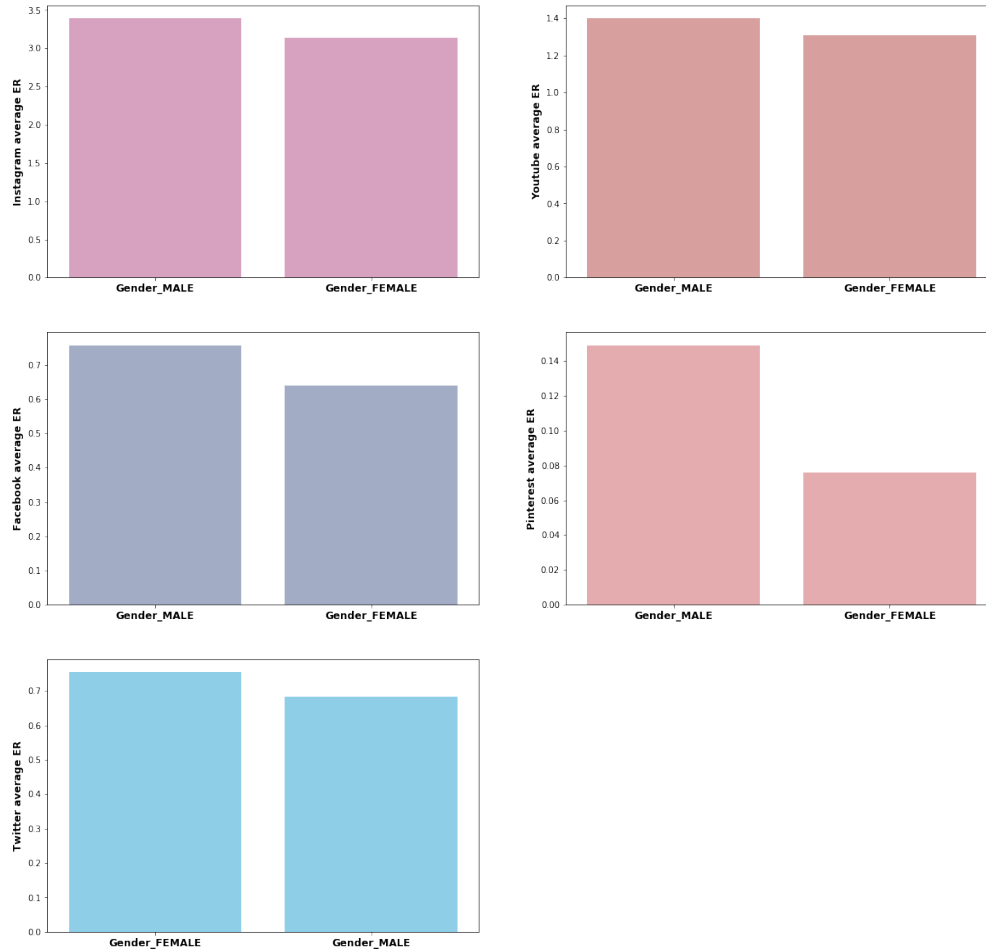 Instagram average ER
3.5
3.0
2.5
2.0
1.5
1.0
0.5
0.0
Gender_MALE
Gender_FEMALE
Youtube average ER
1.4
1.2
1.0
0.8
0.6
0.4
0.2
0.0
Gender_MALE
Gender_FEMALE
Facebook average ER
0.7
0.6
0.5
0.4
0.3
0.2
0.1
0.0
Gender_MALE
Gender_FEMALE
Pinterest average ER
0.14
0.12
0.10
0.08
0.06
0.04
0.02
0.00
Gender_MALE
Gender_FEMALE
Twitter average ER
0.7
0.6
0.5
0.4
0.3
0.2
0.1
0.0
Gender_FEMALE
Gender_MALE